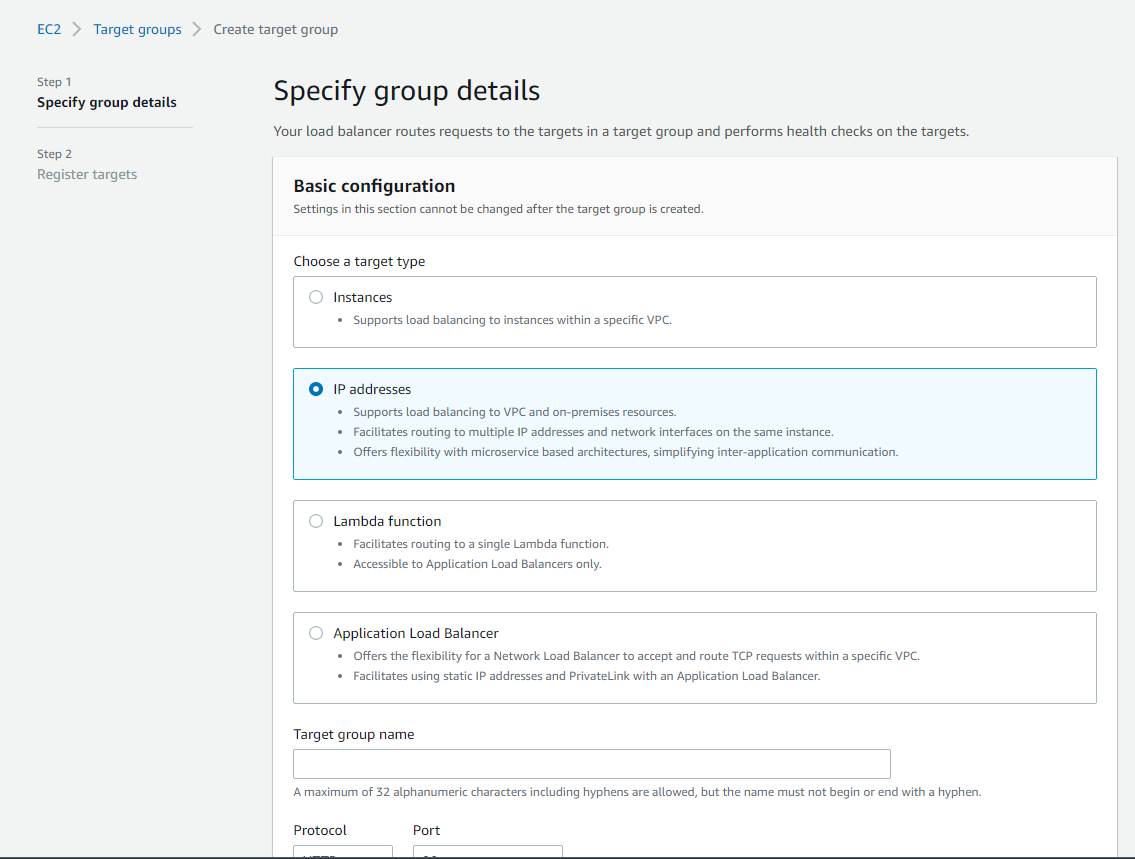 EC2 > Target groups > Create target group
Step 1
Specify group details
Step 2
Register targets
Specify group details
Your load balancer routes requests to the targets in a target group and performs health checks on the targets.
Basic configuration
Settings in this section cannot be changed after the target group is created.
Choose a target type
Instances
• Supports load balancing to instances within a specific VPC.
IP addresses
• Supports load balancing to VPC and on-premises resources.
• Facilitates routing to multiple IP addresses and network interfaces on the same instance.
• Offers flexibility with microservice based architectures, simplifying inter-application communication.
Lambda function
• Facilitates routing to a single Lambda function.
• Accessible to Application Load Balancers only.
Application Load Balancer
• Offers the flexibility for a Network Load Balancer to accept and route TCP requests within a specific VPC.
• Facilitates using static IP addresses and PrivateLink with an Application Load Balancer.
Target group name
A maximum of 32 alphanumeric characters including hyphens are allowed, but the name must not begin or end with a hyphen.
Protocol Port